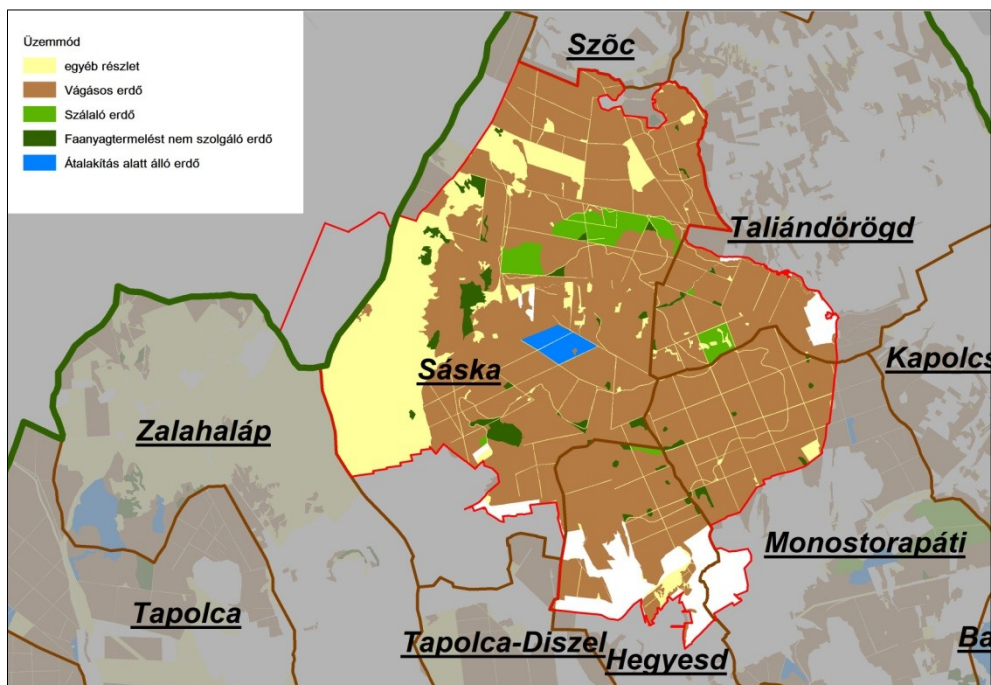 Üzemmód
egyéb részlet
Vágásos erdő
Szálaló erdő
Faanyagtermelést nem szolgáló erdő
Átalakítás alatt álló erdő
Szõc
Taliándörögd
Kapolcs
Sáska
Zalahaláp
Monostorapáti
Tapolca
Tapolca-Diszel
Hegyesd
Ba